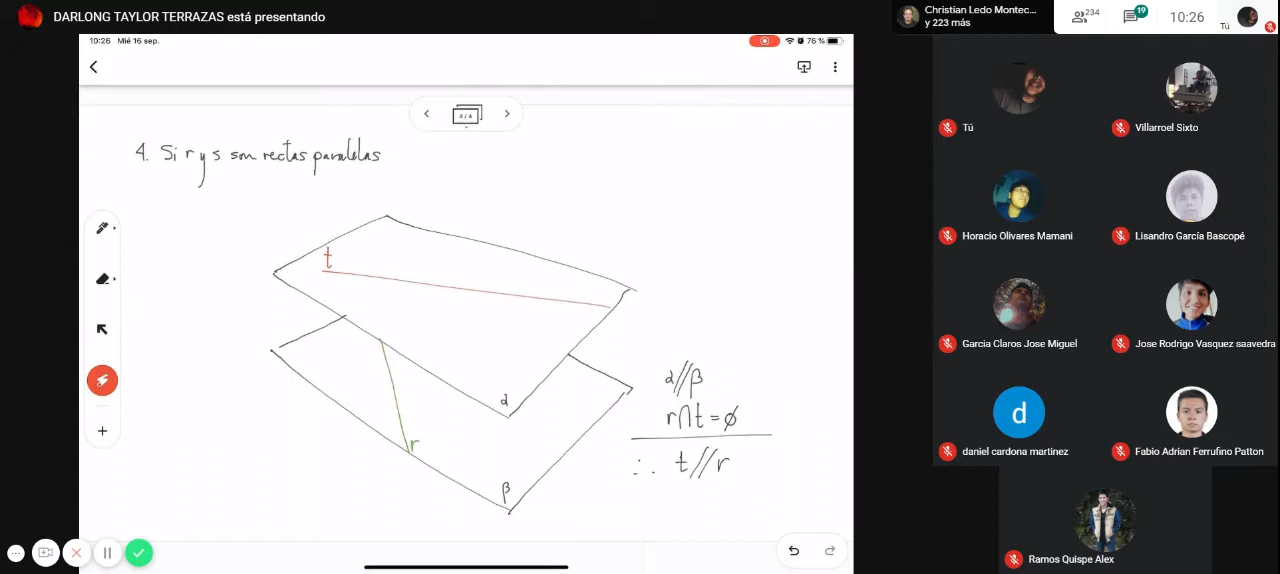 DARLONG TAYLOR TERRAZAS está presentando
Christian Ledo Montec...
y 223 más
234
19
10:26
Tú
10:26 Mié 16 sep.
76 %
4/4
4. Si r y s son rectas paralelas
t
α
r
β
α//β
r∩t = ∅
∴ t//r
Tú
Villarroel Sixto
Horacio Olivares Mamani
Lisandro García Bascopé
Garcia Claros Jose Miguel
Jose Rodrigo Vasquez saavedra
d
daniel cardona martinez
Fabio Adrian Ferrufino Patton
Ramos Quispe Alex